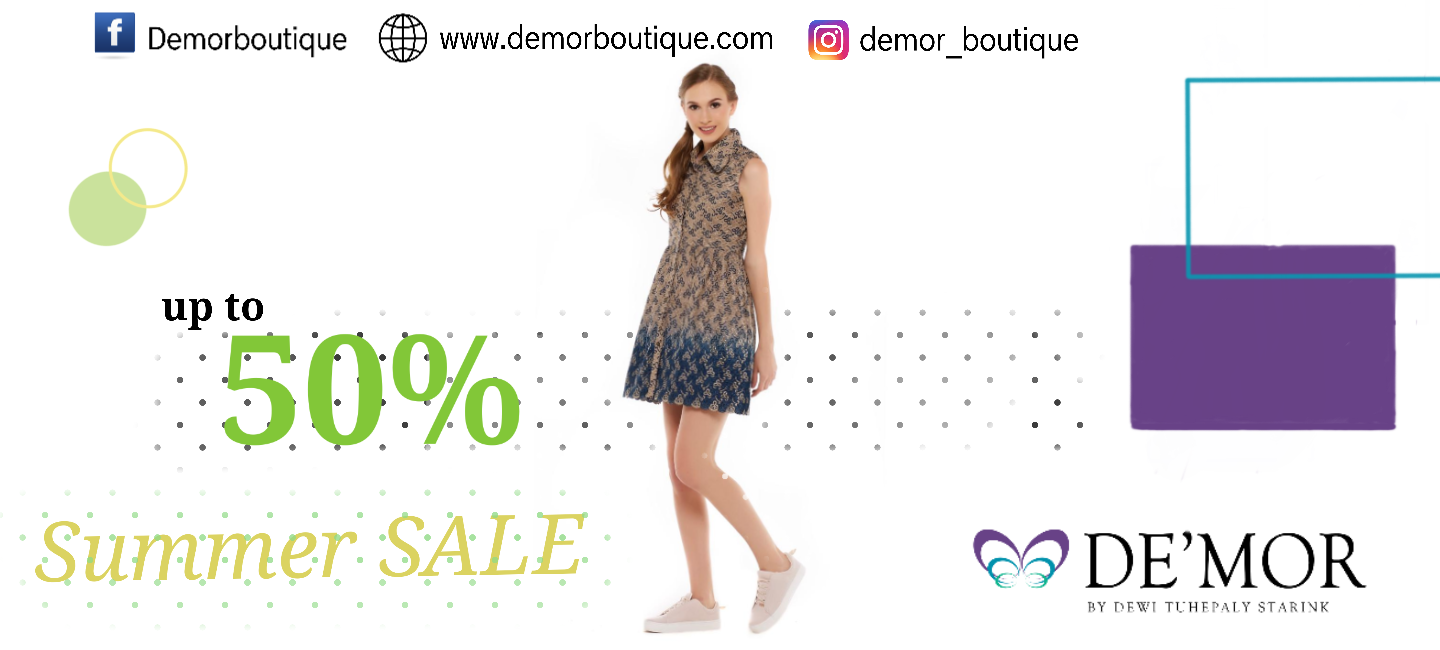 f Demorboutique www.demorboutique.com demor_boutique
up to
50%
Summer SALE
DE’MOR
BY DEWI TUHEPALY STARINK